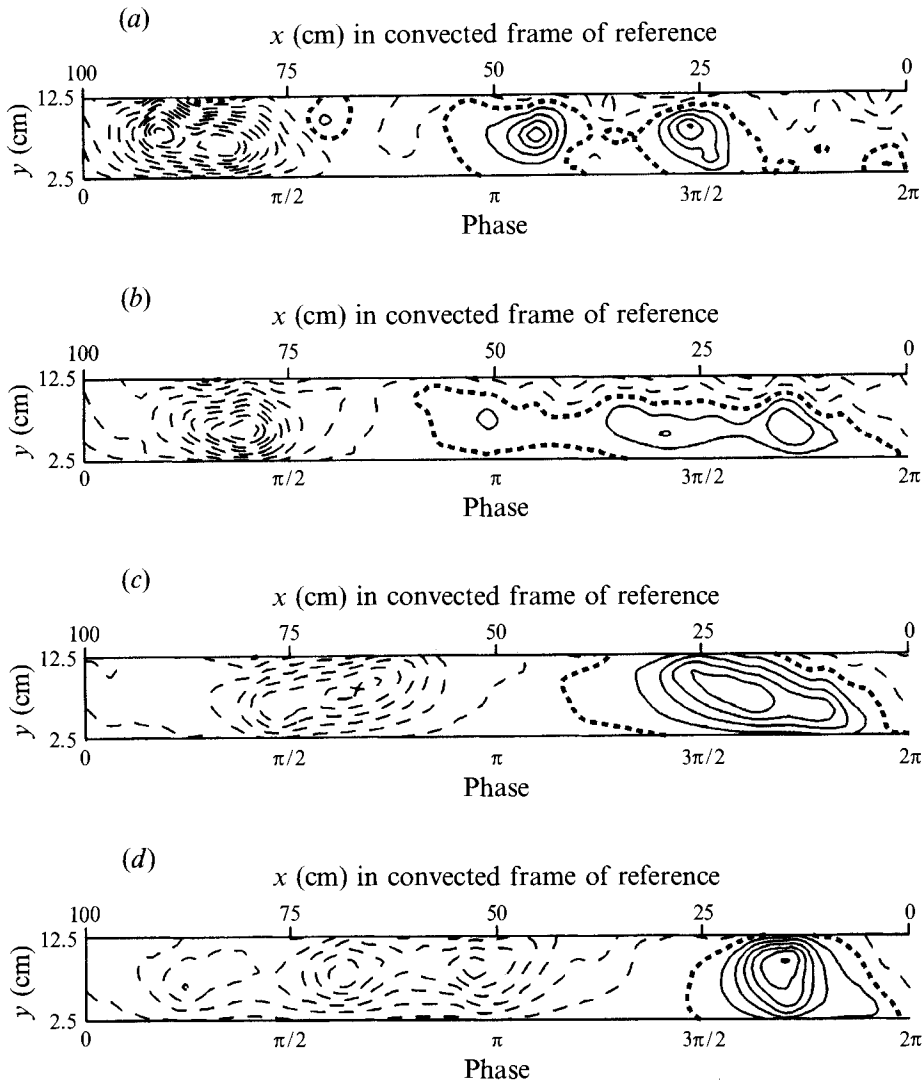 (a)
x (cm) in convected frame of reference
100 75 50 25 0
12.5
y (cm)
2.5
0 π/2 π 3π/2 2π
Phase
(b)
x (cm) in convected frame of reference
100 75 50 25 0
12.5
y (cm)
2.5
0 π/2 π 3π/2 2π
Phase
(c)
x (cm) in convected frame of reference
100 75 50 25 0
12.5
y (cm)
2.5
0 π/2 π 3π/2 2π
Phase
(d)
x (cm) in convected frame of reference
100 75 50 25 0
12.5
y (cm)
2.5
0 π/2 π 3π/2 2π
Phase